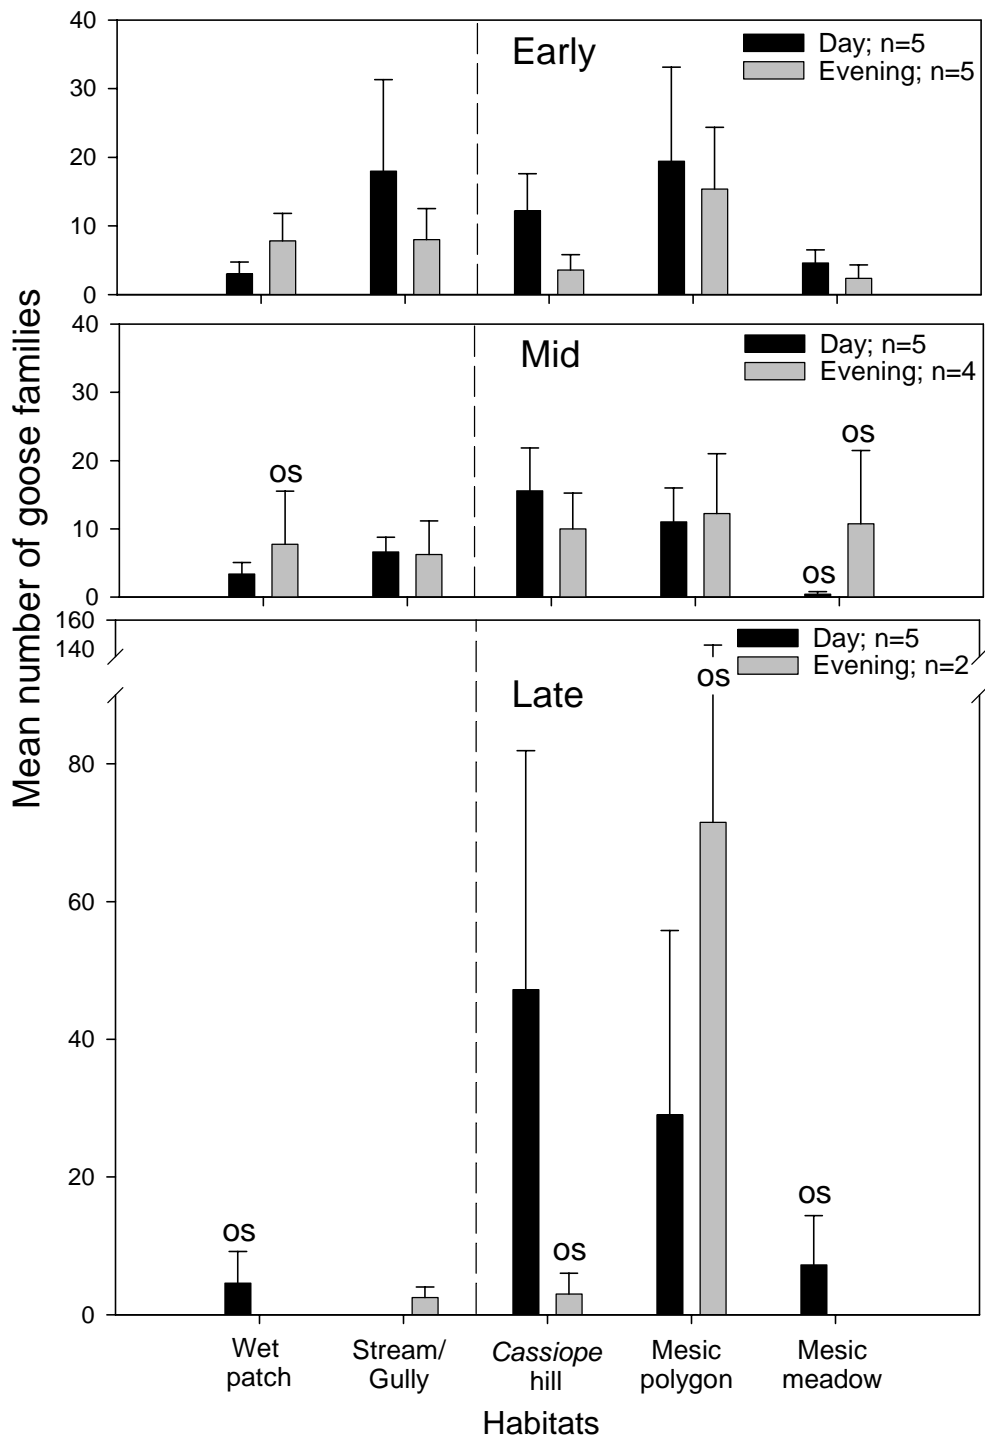 Mean number of goose families
40
30
20
10
0
Early
Day; n=5
Evening; n=5
40
30
20
10
0
Mid
Day; n=5
Evening; n=4
os
os
os
160
140
80
60
40
20
0
Late
Day; n=5
Evening; n=2
os
os
os
os
Wet
patch
Stream/
Gully
Cassiope
hill
Mesic
polygon
Mesic
meadow
Habitats